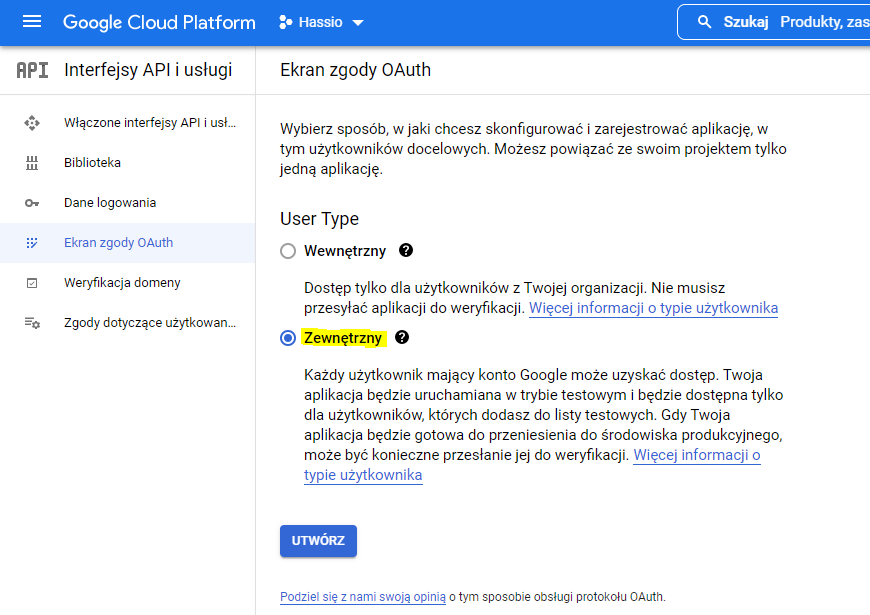 Google Cloud Platform
Hassio
Szukaj Produkty, zas
API Interfejsy API i usługi
Ekran zgody OAuth
Włączone interfejsy API i usł...
Biblioteka
Dane logowania
Ekran zgody OAuth
Weryfikacja domeny
Zgody dotyczące użytkowan...
Wybierz sposób, w jaki chcesz skonfigurować i zarejestrować aplikację, w
tym użytkowników docelowych. Możesz powiązać ze swoim projektem tylko
jedną aplikację.
User Type
Wewnętrzny
Dostęp tylko dla użytkowników z Twojej organizacji. Nie musisz
przesyłać aplikacji do weryfikacji. Więcej informacji o typie użytkownika
Zewnętrzny
Każdy użytkownik mający konto Google może uzyskać dostęp. Twoja
aplikacja będzie uruchamiana w trybie testowym i będzie dostępna tylko
dla użytkowników, których dodasz do listy testowych. Gdy Twoja
aplikacja będzie gotowa do przeniesienia do środowiska produkcyjnego,
może być konieczne przesłanie jej do weryfikacji. Więcej informacji o
typie użytkownika
UTWÓRZ
Podziel się z nami swoją opinią o tym sposobie obsługi protokołu OAuth.